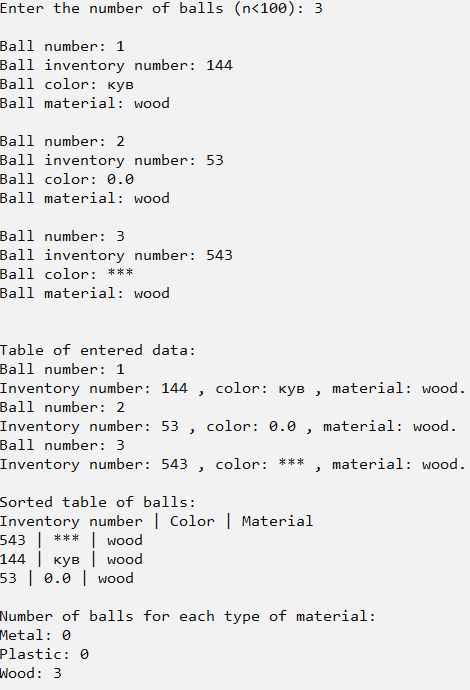 Enter the number of balls (n<100): 3
Ball number: 1
Ball inventory number: 144
Ball color: кув
Ball material: wood
Ball number: 2
Ball inventory number: 53
Ball color: 0.0
Ball material: wood
Ball number: 3
Ball inventory number: 543
Ball color: ***
Ball material: wood
Table of entered data:
Ball number: 1
Inventory number: 144 , color: кув , material: wood.
Ball number: 2
Inventory number: 53 , color: 0.0 , material: wood.
Ball number: 3
Inventory number: 543 , color: *** , material: wood.
Sorted table of balls:
Inventory number | Color | Material
543 | *** | wood
144 | кув | wood
53 | 0.0 | wood
Number of balls for each type of material:
Metal: 0
Plastic: 0
Wood: 3